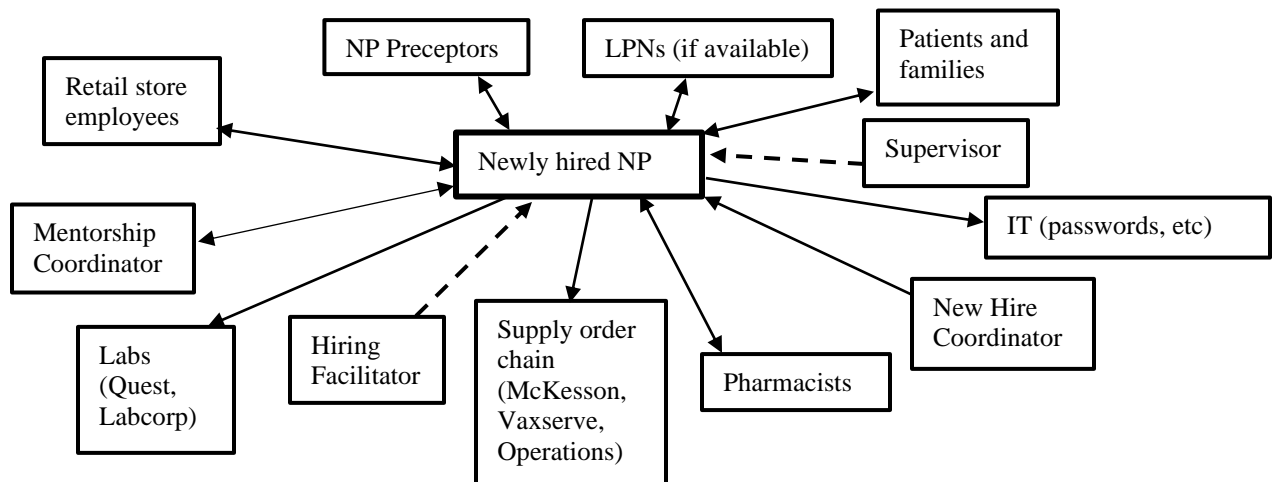 NP Preceptors
LPNs (if available)
Patients and
families
Retail store
employees
Newly hired NP
Supervisor
Mentorship
Coordinator
IT (passwords, etc)
Labs
(Quest,
Labcorp)
Hiring
Facilitator
Supply order
chain
(McKesson,
Vaxserve,
Operations)
Pharmacists
New Hire
Coordinator